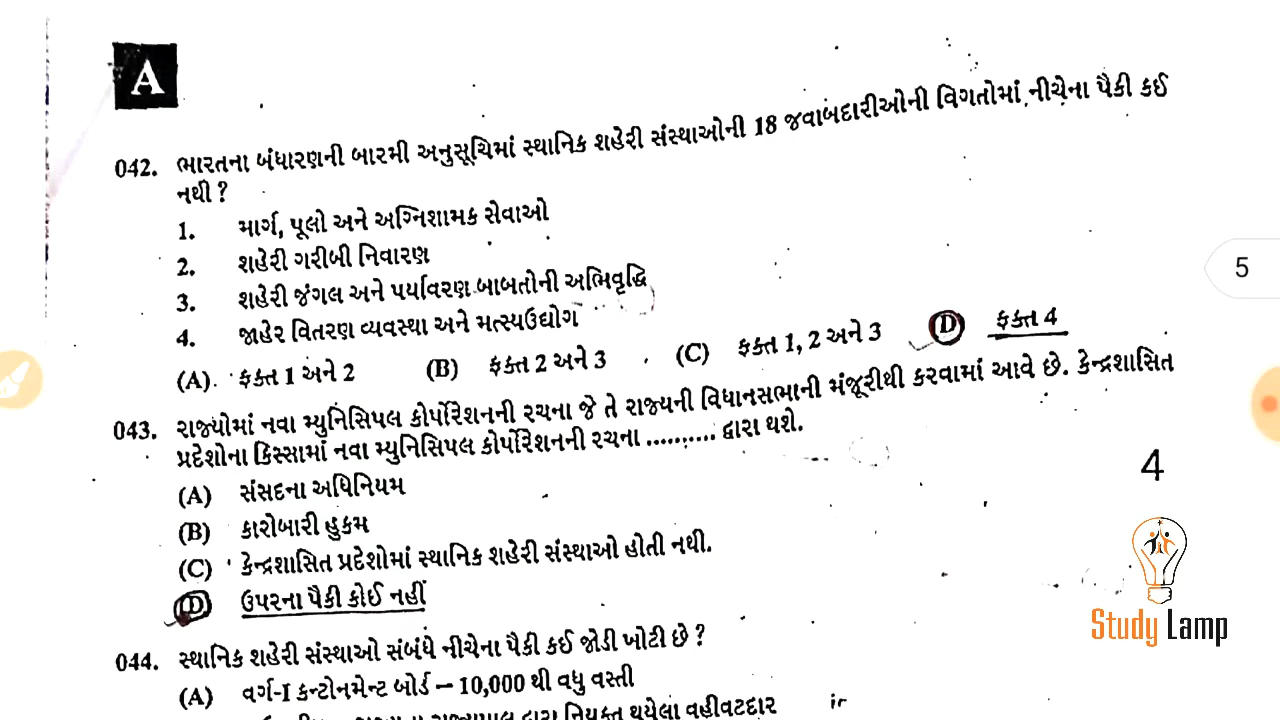 A
042. ભારતના બંધારણની બારમી અનુસૂચિમાં સ્થાનિક શહેરી સંસ્થાઓની 18 જવાબદારીઓની વિગતોમાં નીચેના પૈકી કઈ
નથી ?
1. માર્ગ, પૂલો અને અગ્નિશામક સેવાઓ
2. શહેરી ગરીબી નિવારણ
3. શહેરી જંગલ અને પર્યાવરણ બાબતોની અભિવૃદ્ધિ
4. જાહેર વિતરણ વ્યવસ્થા અને મત્સ્યઉદ્યોગ
(A). ફક્ત 1 અને 2 (B) ફક્ત 2 અને 3 (C) ફક્ત 1, 2 અને 3 (D) ફક્ત 4
043. રાજ્યોમાં નવા મ્યુનિસિપલ કોર્પોરેશનની રચના જે તે રાજ્યની વિધાનસભાની મંજૂરીથી કરવામાં આવે છે. કેન્દ્રશાસિત
પ્રદેશોના કિસ્સામાં નવા મ્યુનિસિપલ કોર્પોરેશનની રચના .......... દ્વારા થશે.
(A) સંસદના અધિનિયમ
(B) કારોબારી હુકમ
(C) કેન્દ્રશાસિત પ્રદેશોમાં સ્થાનિક શહેરી સંસ્થાઓ હોતી નથી.
(D) ઉપરના પૈકી કોઈ નહીં
044. સ્થાનિક શહેરી સંસ્થાઓ સંબંધે નીચેના પૈકી કઈ જોડી ખોટી છે ?
(A) વર્ગ-I કન્ટોનમેન્ટ બોર્ડ – 10,000 થી વધુ વસ્તી
દ્વારા નિયુક્ત થયેલા વહીવટદાર
5
4
Study Lamp